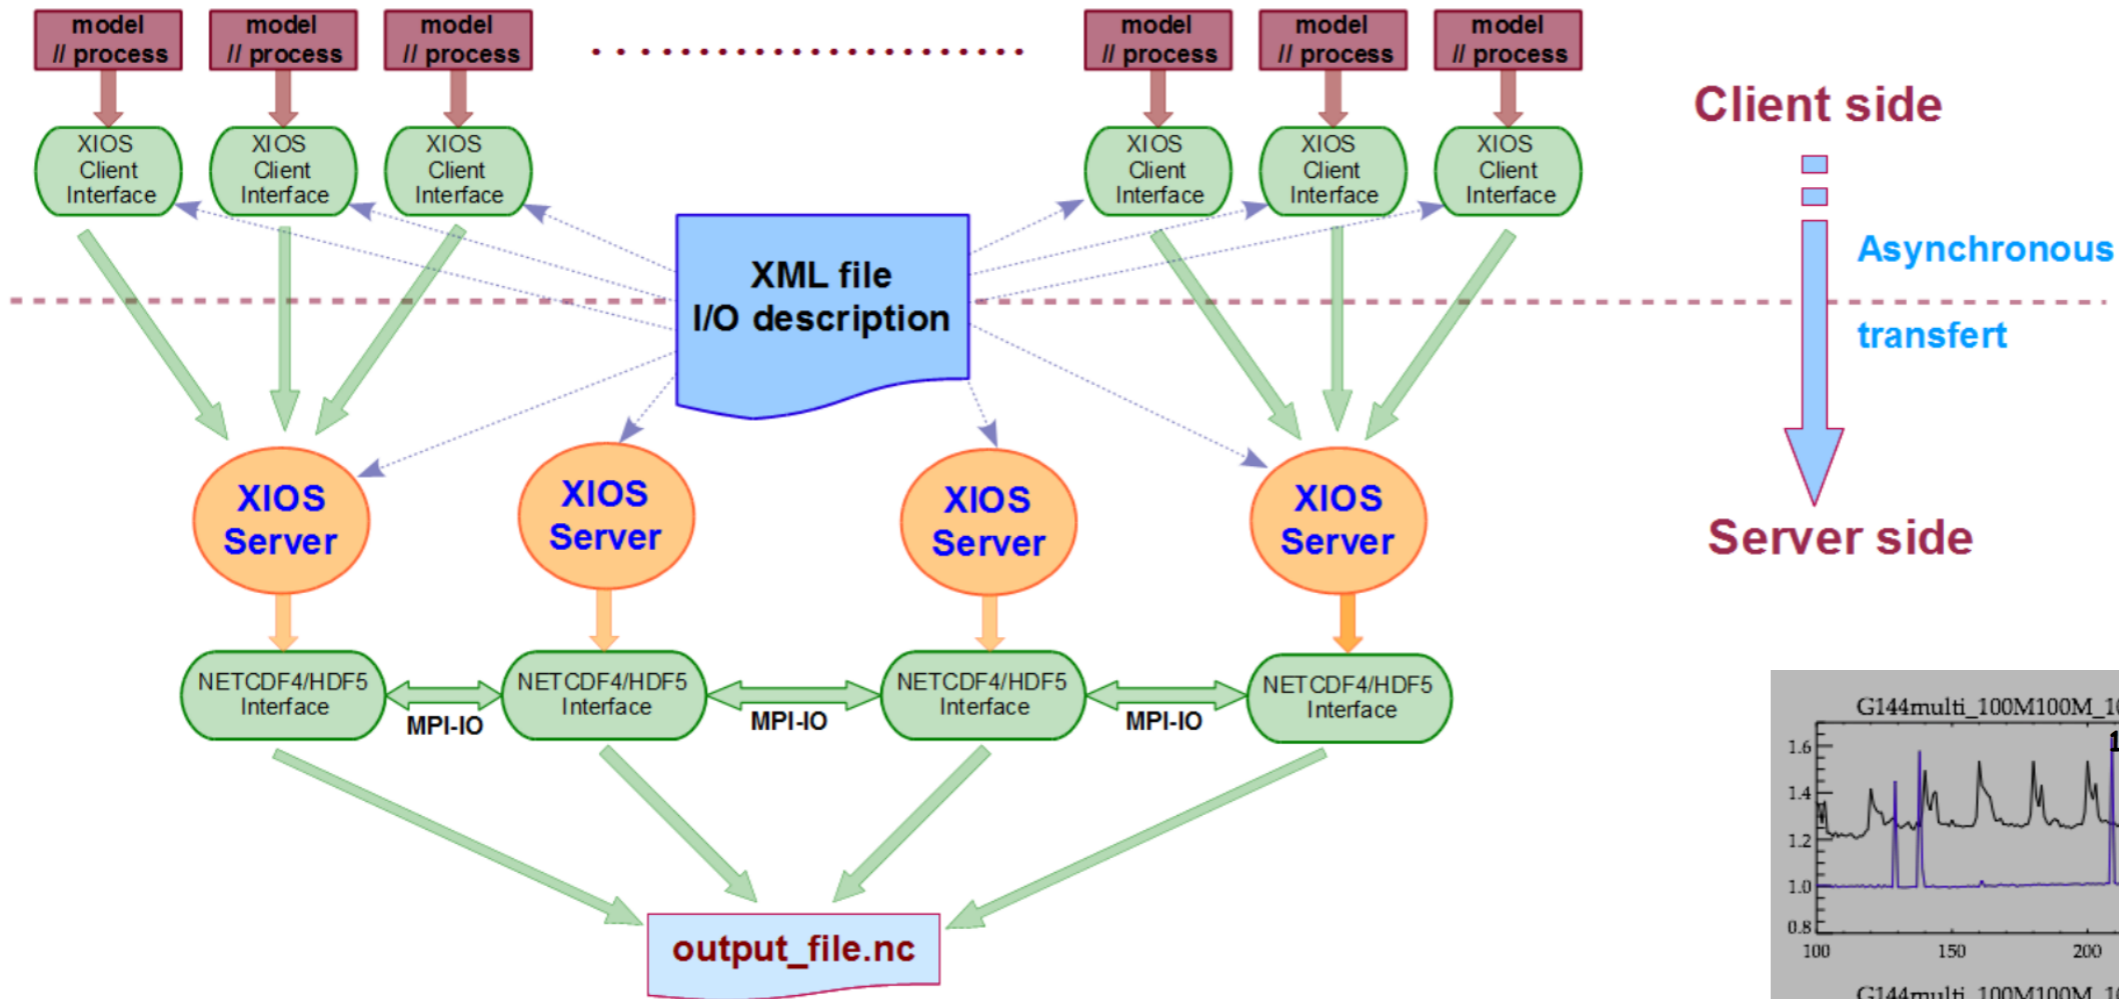 model
// process
model
// process
model
// process
model
// process
model
// process
model
// process
XIOS
Client
Interface
XIOS
Client
Interface
XIOS
Client
Interface
XIOS
Client
Interface
XIOS
Client
Interface
XIOS
Client
Interface
Client side
XML file
I/O description
Asynchronous
transfert
XIOS
Server
XIOS
Server
XIOS
Server
XIOS
Server
Server side
NETCDF4/HDF5
Interface
NETCDF4/HDF5
Interface
NETCDF4/HDF5
Interface
NETCDF4/HDF5
Interface
MPI-IO
MPI-IO
MPI-IO
output_file.nc
G144multi_100M100M_10
1
1.6
1.4
1.2
1.0
0.8
100 150 200
G144multi_100M100M_10